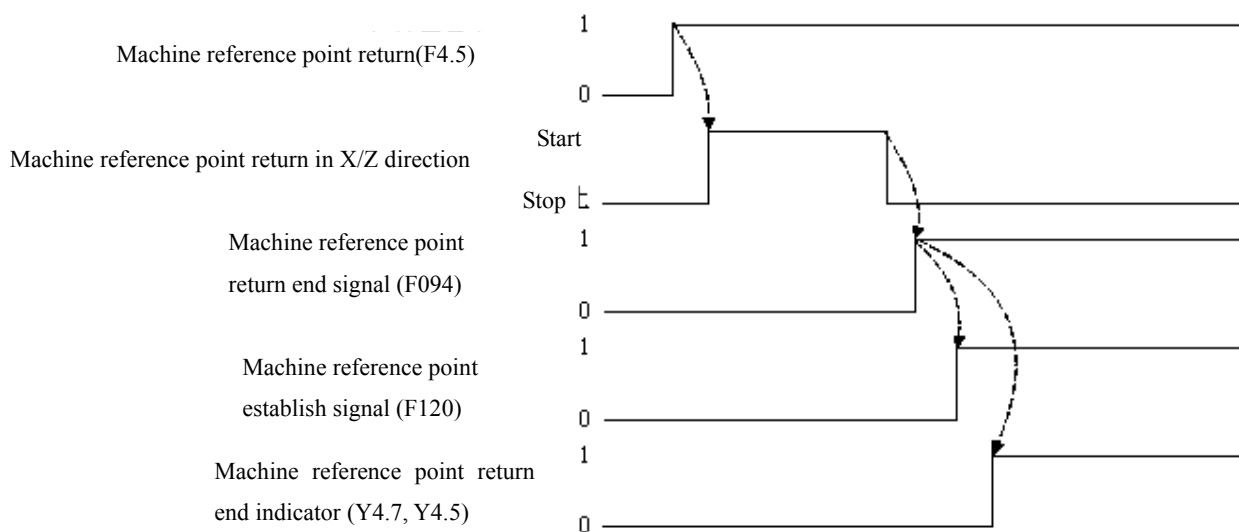 1
Machine reference point return(F4.5)
0
Start
Machine reference point return in X/Z direction
Stop
1
Machine reference point
return end signal (F094)
0
1
Machine reference point
establish signal (F120)
0
1
Machine reference point return
end indicator (Y4.7, Y4.5)
0